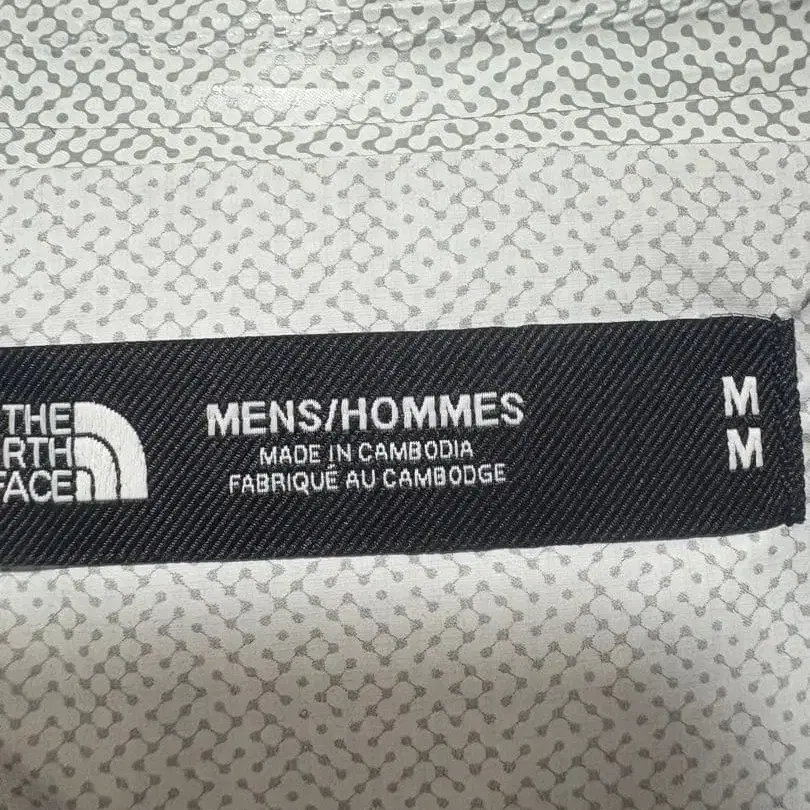 THE
RTH
FACE
MENS/HOMMES
MADE IN CAMBODIA
FABRIQUÉ AU CAMBODGE
M
M